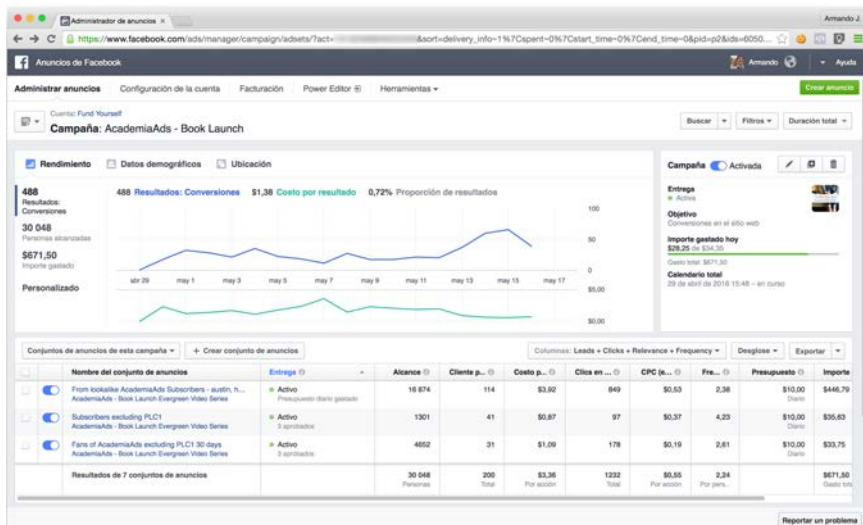 Administrador de anuncios ×
Armando J.
https://www.facebook.com/ads/manager/campaign/adsets/?act=
&sort=delivery_info~1%7Cspent~0%7Cstart_time~0%7Cend_time~0&pid=p2&ids=6050...
Anuncios de Facebook
Armando
Ayuda
Administrar anuncios Configuración de la cuenta Facturación Power Editor Herramientas
Crear anuncio
Cuenta: Fund Yourself
Campaña: AcademiaAds - Book Launch
Buscar Filtros Duración total
Rendimiento Datos demográficos Ubicación
Campaña Activada
488
Resultados:
Conversiones
30 048
Personas alcanzadas
$671,50
Importe gastado
Personalizado
488 Resultados: Conversiones $1,38 Costo por resultado 0,72% Proporción de resultados
100
50
0
abr 29 may 1 may 3 may 5 may 7 may 9 may 11 may 13 may 15 may 17
$5,00
$0,00
Entrega
Activa
Objetivo
Conversiones en el sitio web
Importe gastado hoy
$28,25 de $34,35
Gasto total: $671,50
Calendario total
29 de abril de 2016 15:48 – en curso
Conjuntos de anuncios de esta campaña + Crear conjunto de anuncios
Columnas: Leads + Clicks + Relevance + Frequency Desglose Exportar
Nombre del conjunto de anuncios Entrega Alcance Cliente p... Costo p... Clics en ... CPC (e... Fre... Presupuesto Importe
From lookalike AcademiaAds Subscribers - austin, h... Activo 16 874 114 $3,92 849 $0,53 2,38 $10,00 $446,79
AcademiaAds - Book Launch Evergreen Video Series Presupuesto diario gastado Diario
Subscribers excluding PLC1 Activo 1301 41 $0,87 97 $0,37 4,23 $10,00 $35,63
AcademiaAds - Book Launch Evergreen Video Series 3 aprobados Diario
Fans of AcademiaAds excluding PLC1 30 days Activo 4652 31 $1,09 178 $0,19 2,61 $10,00 $33,75
AcademiaAds - Book Launch Evergreen Video Series 3 aprobados Diario
Resultados de 7 conjuntos de anuncios 30 048 200 $3,36 1232 $0,55 2,24 $671,50
Personas Total Por acción Total Por acción Por pers... Gasto tota
Reportar un problema